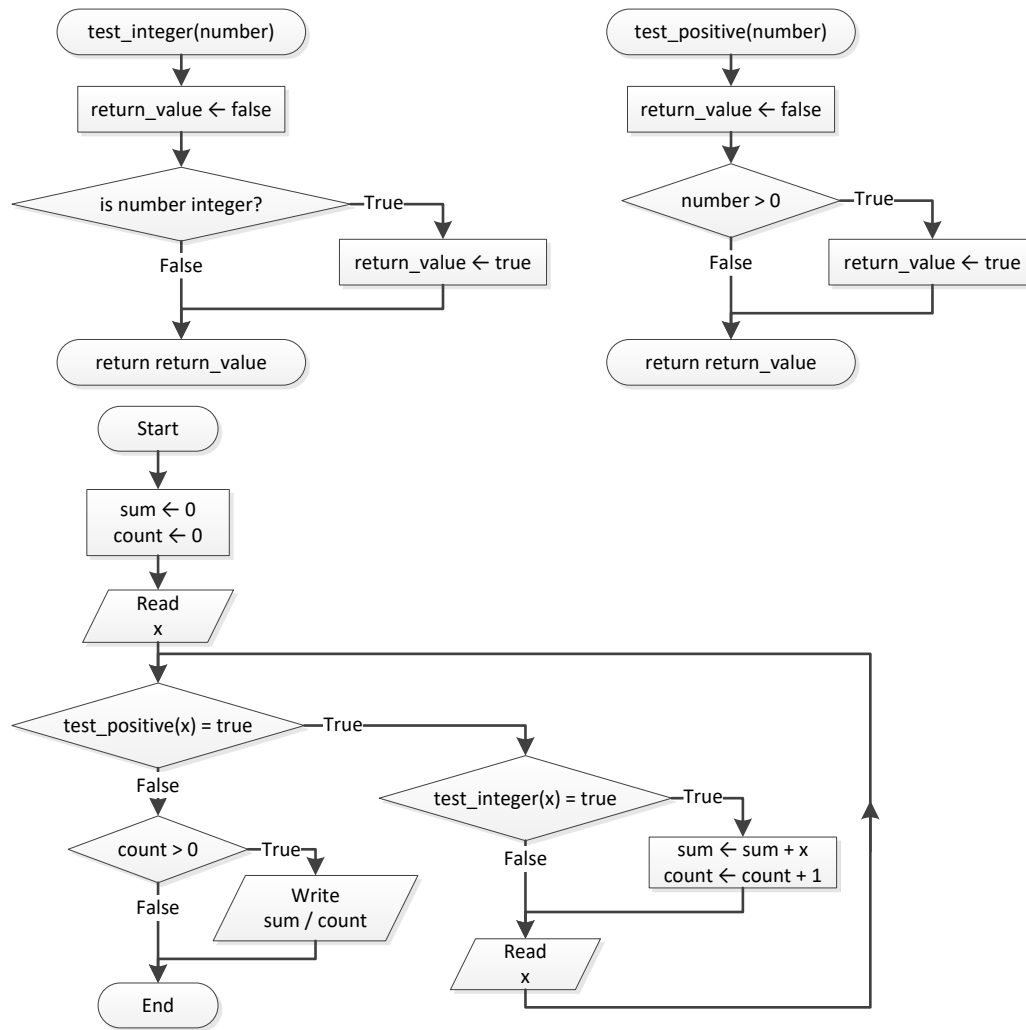 test_integer(number)
return_value ← false
is number integer?
True
return_value ← true
False
return return_value
test_positive(number)
return_value ← false
number > 0
True
return_value ← true
False
return return_value
Start
sum ← 0
count ← 0
Read
x
test_positive(x) = true
True
False
test_integer(x) = true
True
sum ← sum + x
count ← count + 1
False
Read
x
count > 0
True
Write
sum / count
False
End